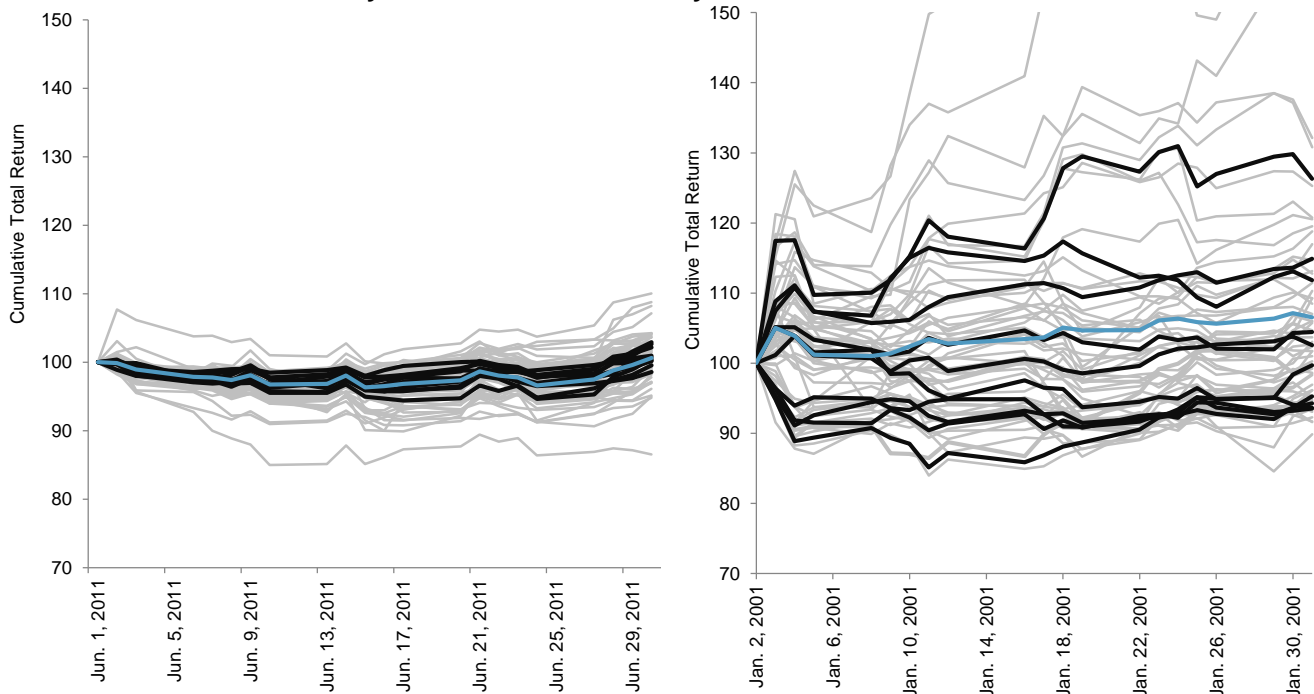 Cumulative Total Return
150
140
130
120
110
100
90
80
70
Jun. 1, 2011
Jun. 5, 2011
Jun. 9, 2011
Jun. 13, 2011
Jun. 17, 2011
Jun. 21, 2011
Jun. 25, 2011
Jun. 29, 2011
Cumulative Total Return
150
140
130
120
110
100
90
80
70
Jan. 2, 2001
Jan. 6, 2001
Jan. 10, 2001
Jan. 14, 2001
Jan. 18, 2001
Jan. 22, 2001
Jan. 26, 2001
Jan. 30, 2001